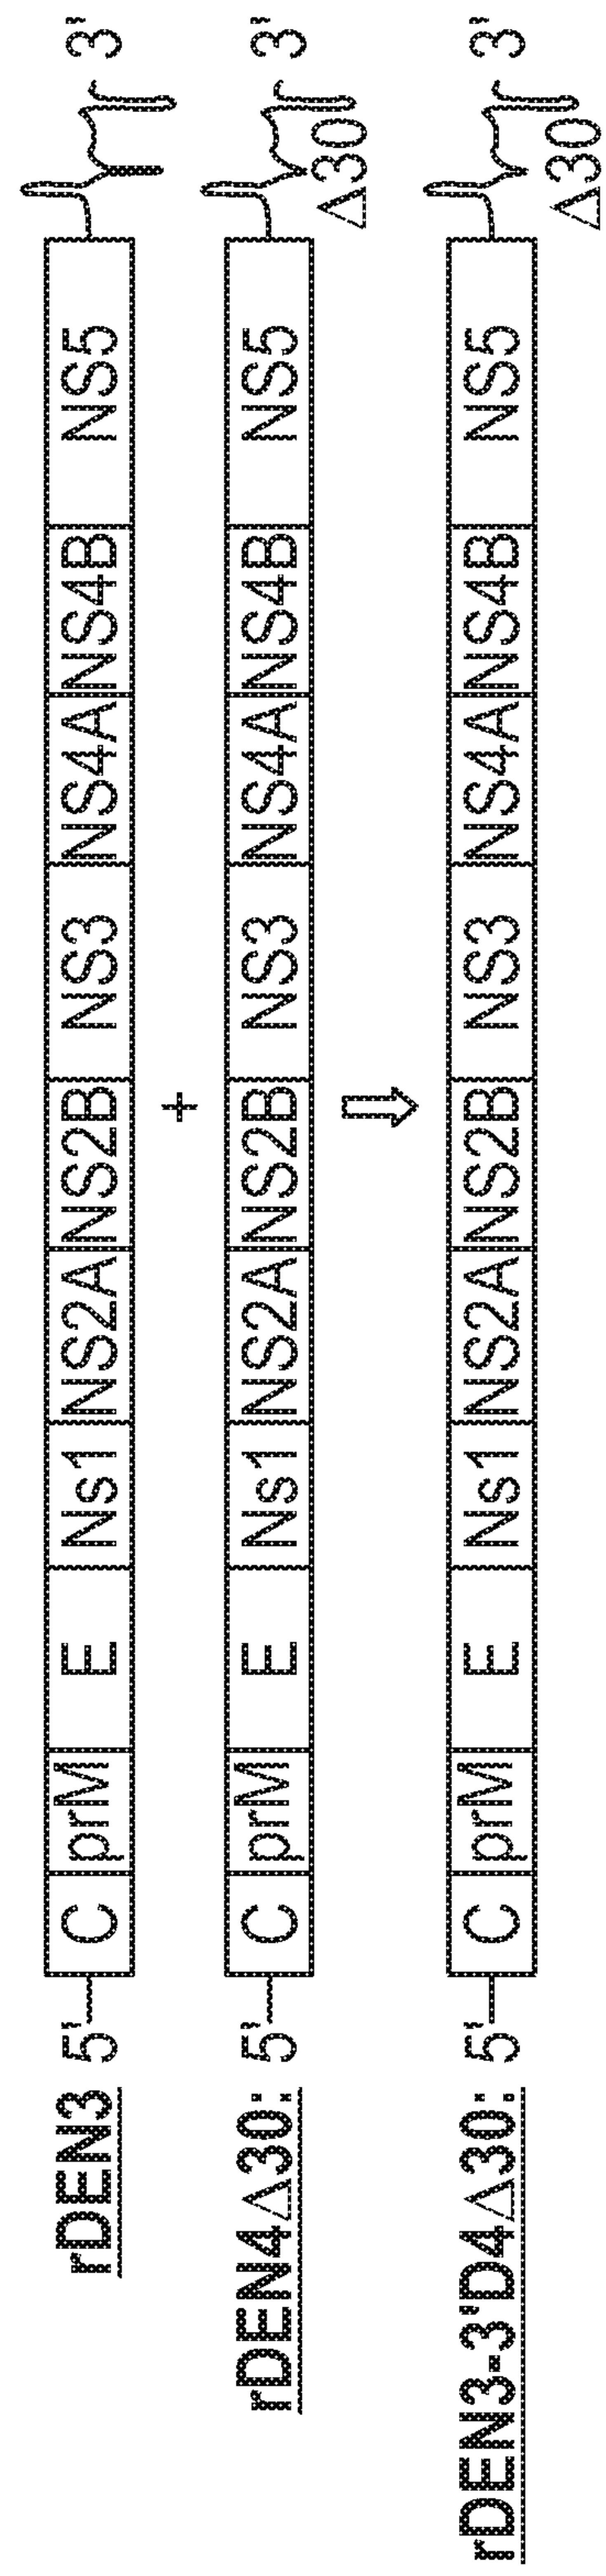 rDEN3 5' C prM E Ns1 NS2A NS2B NS3 NS4A NS4B NS5 3'
+
rDEN4Δ30: 5' C prM E Ns1 NS2A NS2B NS3 NS4A NS4B NS5 3'
Δ30
rDEN3-3'D4Δ30: 5' C prM E Ns1 NS2A NS2B NS3 NS4A NS4B NS5 3'
Δ30